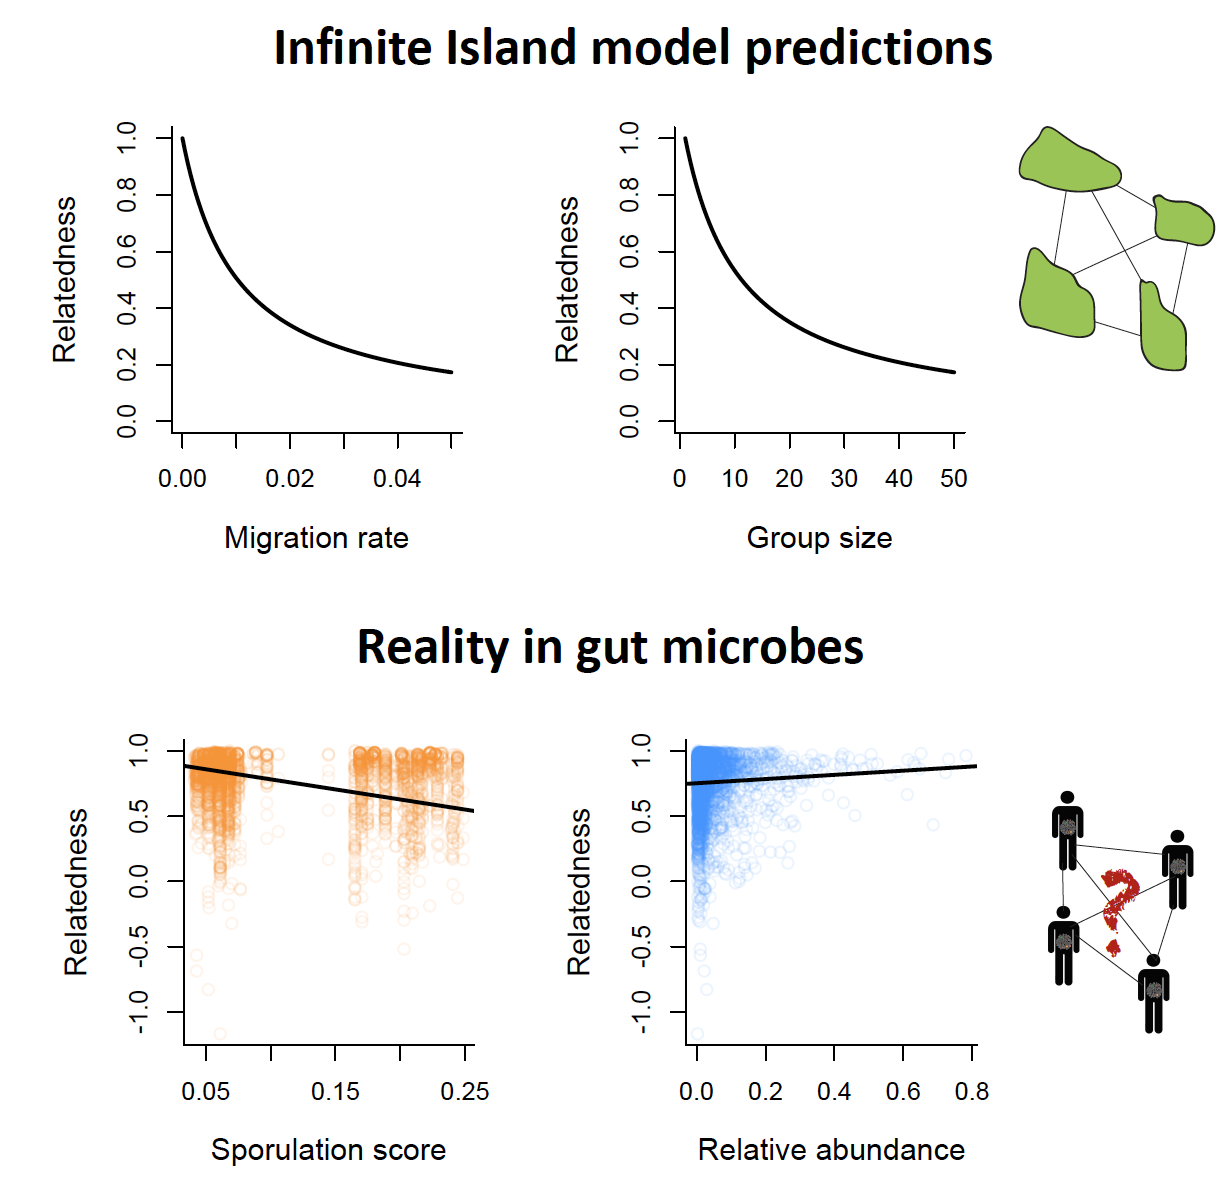 Infinite Island model predictions
Relatedness
0.0 0.2 0.4 0.6 0.8 1.0
0.00 0.02 0.04
Migration rate
Relatedness
0.0 0.2 0.4 0.6 0.8 1.0
0 10 20 30 40 50
Group size
Reality in gut microbes
Relatedness
-1.0 -0.5 0.0 0.5 1.0
0.05 0.15 0.25
Sporulation score
Relatedness
-1.0 -0.5 0.0 0.5 1.0
0.0 0.2 0.4 0.6 0.8
Relative abundance
?